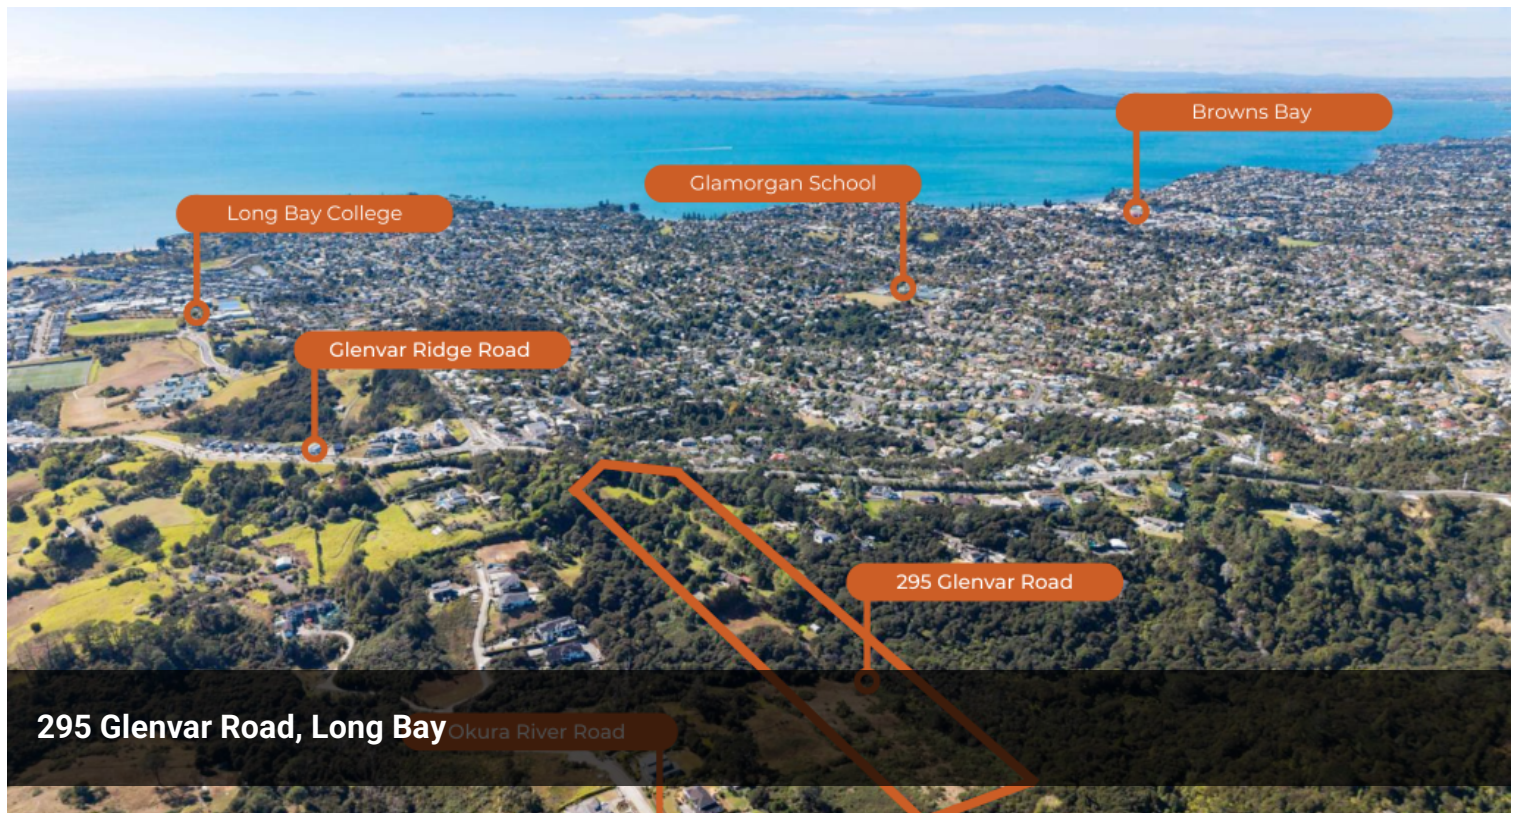 Browns Bay
Glamorgan School
Long Bay College
Glenvar Ridge Road
295 Glenvar Road
295 Glenvar Road, Long Bay
Okura River Road